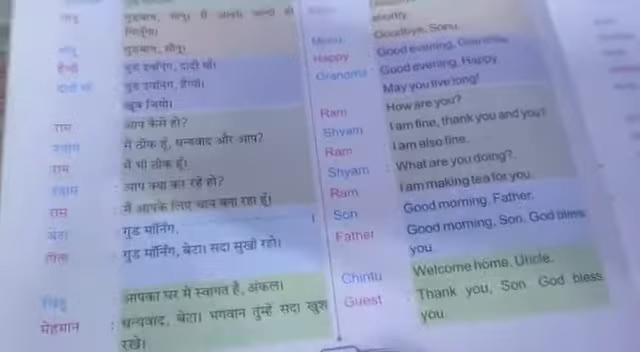 गुडबाय, सोनू।
हैप्पी : गुड इवनिंग, दादी माँ।
दादी माँ : गुड इवनिंग, हैप्पी।
खूब जियो।
राम : आप कैसे हो?
श्याम : मैं ठीक हूँ, धन्यवाद और आप?
राम : मैं भी ठीक हूँ।
श्याम : आप क्या कर रहे हो?
राम : मैं आपके लिए चाय बना रहा हूँ।
बेटा : गुड मॉर्निंग,
पिता : गुड मॉर्निंग, बेटा। सदा सुखी रहो।
चिंटू : आपका घर में स्वागत है, अंकल।
मेहमान : धन्यवाद, बेटा। भगवान तुम्हें सदा खुश
रखे।
shortly.
Goodbye, Sonu.
Happy : Good evening, Grandma.
Grandma : Good evening, Happy.
May you live long!
Ram : How are you?
Shyam : I am fine, thank you and you?
Ram : I am also fine.
Shyam : What are you doing?
Ram : I am making tea for you.
Son : Good morning, Father.
Father : Good morning, Son. God bless
you.
Chintu : Welcome home, Uncle.
Guest : Thank you, Son. God bless
you.